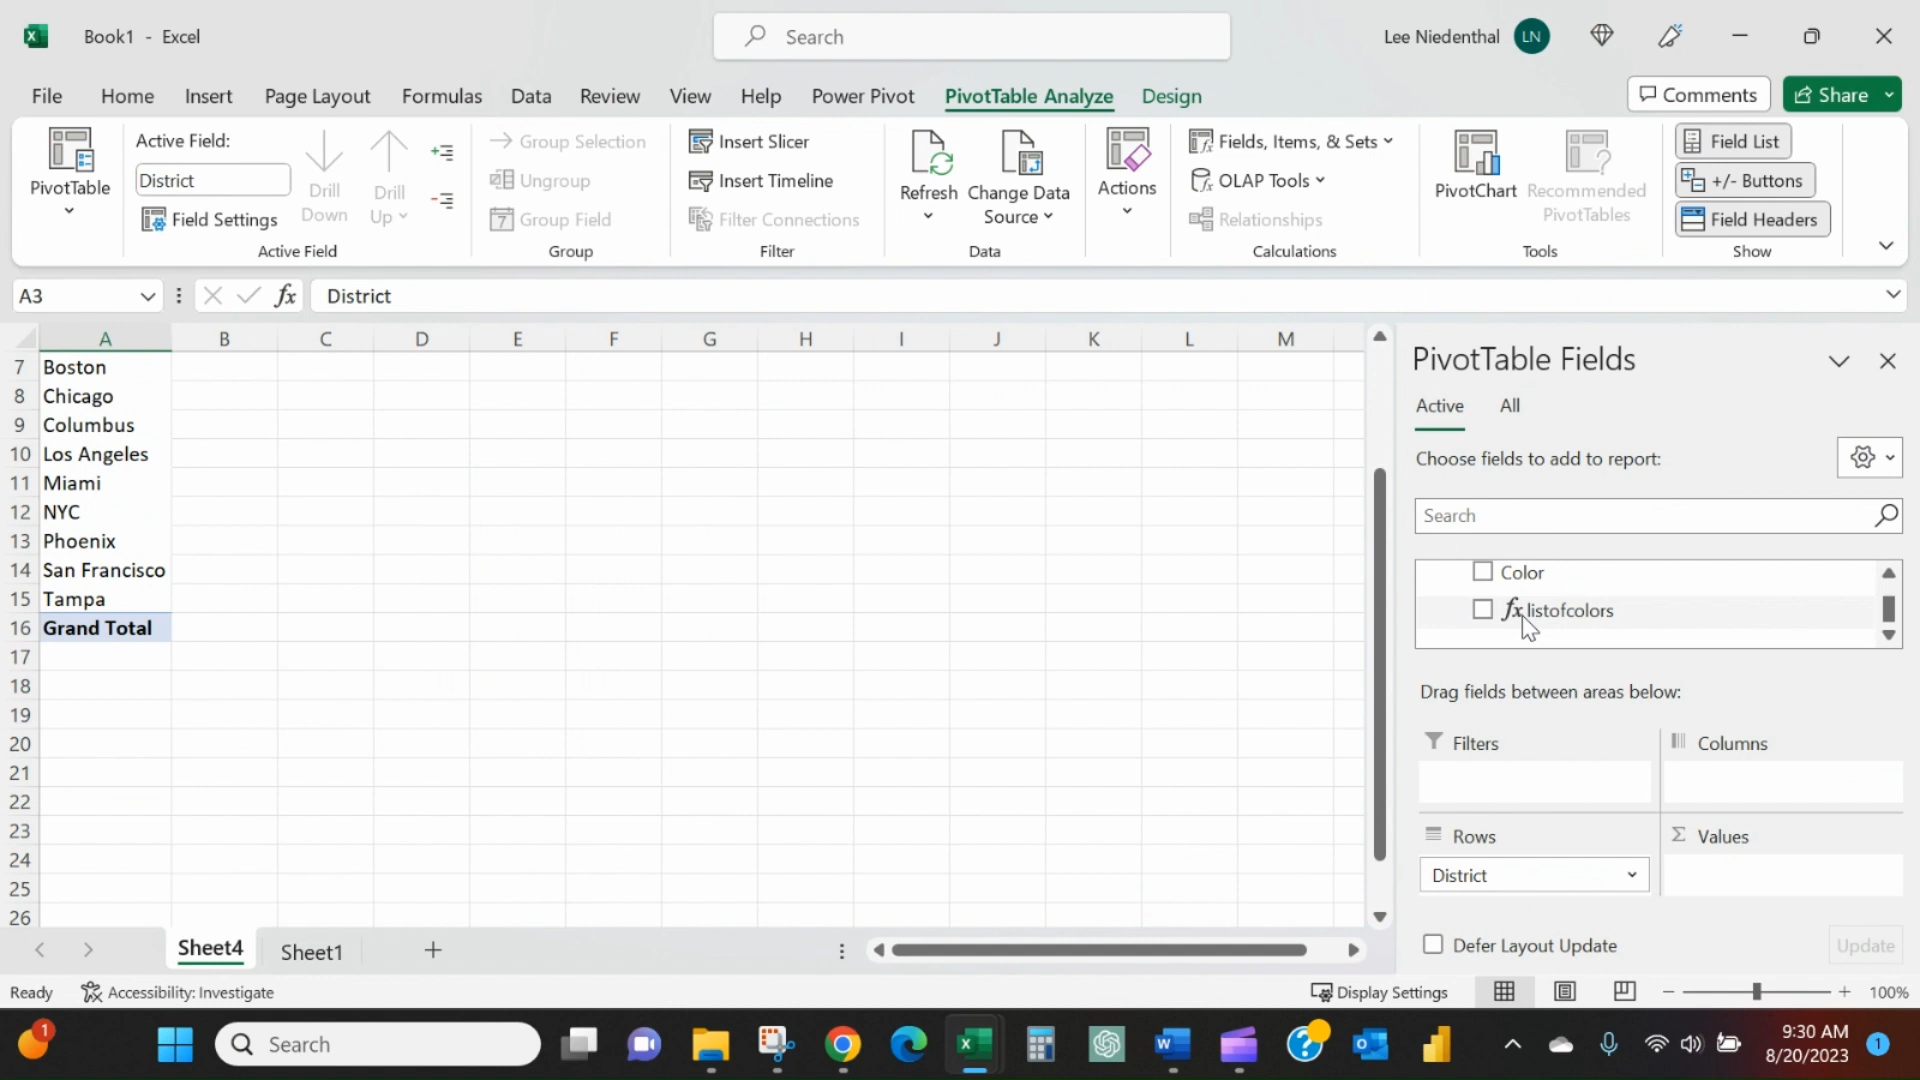 Book1 - Excel
Search
Lee Niedenthal
LN
File Home Insert Page Layout Formulas Data Review View Help Power Pivot PivotTable Analyze Design
Comments
Share
PivotTable
Active Field:
District
Field Settings
Drill
Down
Drill
Up
Active Field
Group Selection
Ungroup
7 Group Field
Group
Insert Slicer
Insert Timeline
Filter Connections
Filter
Refresh
Change Data
Source
Data
Actions
Fields, Items, & Sets
OLAP Tools
Relationships
Calculations
PivotChart
Recommended
PivotTables
Tools
Field List
+/- Buttons
Field Headers
Show
A3
fx
District
A B C D E F G H I J K L M
7 Boston
8 Chicago
9 Columbus
10 Los Angeles
11 Miami
12 NYC
13 Phoenix
14 San Francisco
15 Tampa
16 Grand Total
17
18
19
20
21
22
23
24
25
26
PivotTable Fields
Active All
Choose fields to add to report:
Search
Color
fx listofcolors
Drag fields between areas below:
Filters
Columns
Rows
Σ Values
District
Defer Layout Update
Update
Sheet4 Sheet1
Ready
Accessibility: Investigate
Display Settings
100%
1
Search
9:30 AM
8/20/2023
1